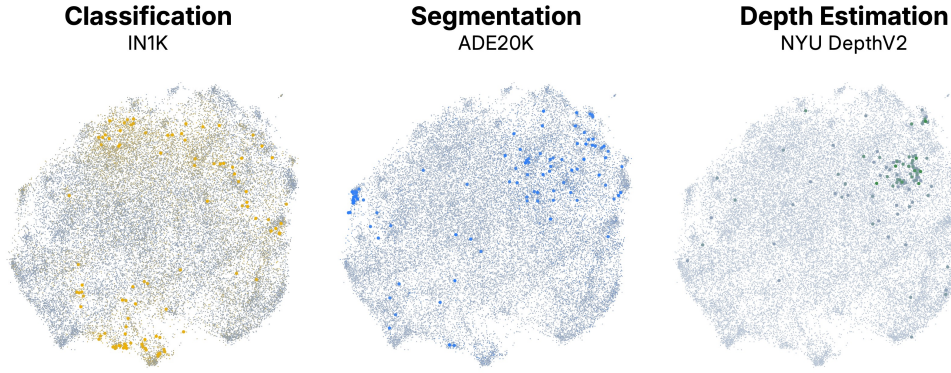 Classification
IN1K
Segmentation
ADE20K
Depth Estimation
NYU DepthV2